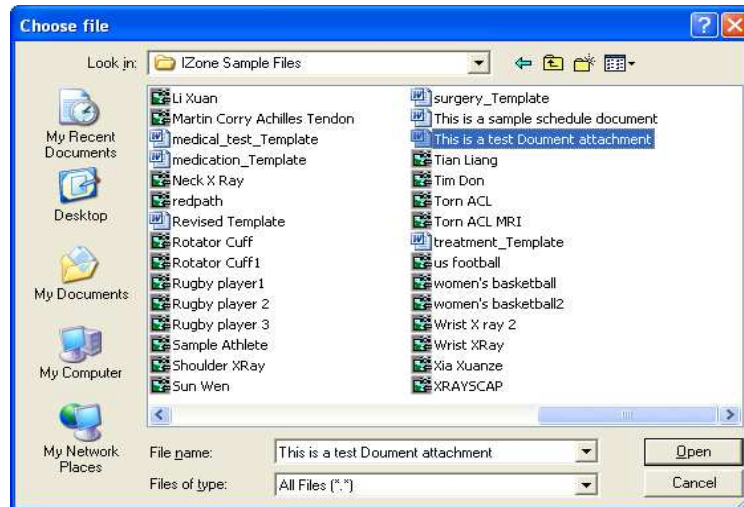 Choose file
Look in:
IZone Sample Files
My Recent
Documents
Desktop
My Documents
My Computer
My Network
Places
Li Xuan
Martin Corry Achilles Tendon
medical_test_Template
medication_Template
Neck X Ray
redpath
Revised Template
Rotator Cuff
Rotator Cuff1
Rugby player1
Rugby player 2
Rugby player 3
Sample Athlete
Shoulder XRay
Sun Wen
surgery_Template
This is a sample schedule document
This is a test Doument attachment
Tian Liang
Tim Don
Torn ACL
Torn ACL MRI
treatment_Template
us football
women's basketball
women's basketball2
Wrist X ray 2
Wrist XRay
Xia Xuanze
XRAYSCAP
File name:
This is a test Doument attachment
Open
Files of type:
All Files (*.*)
Cancel